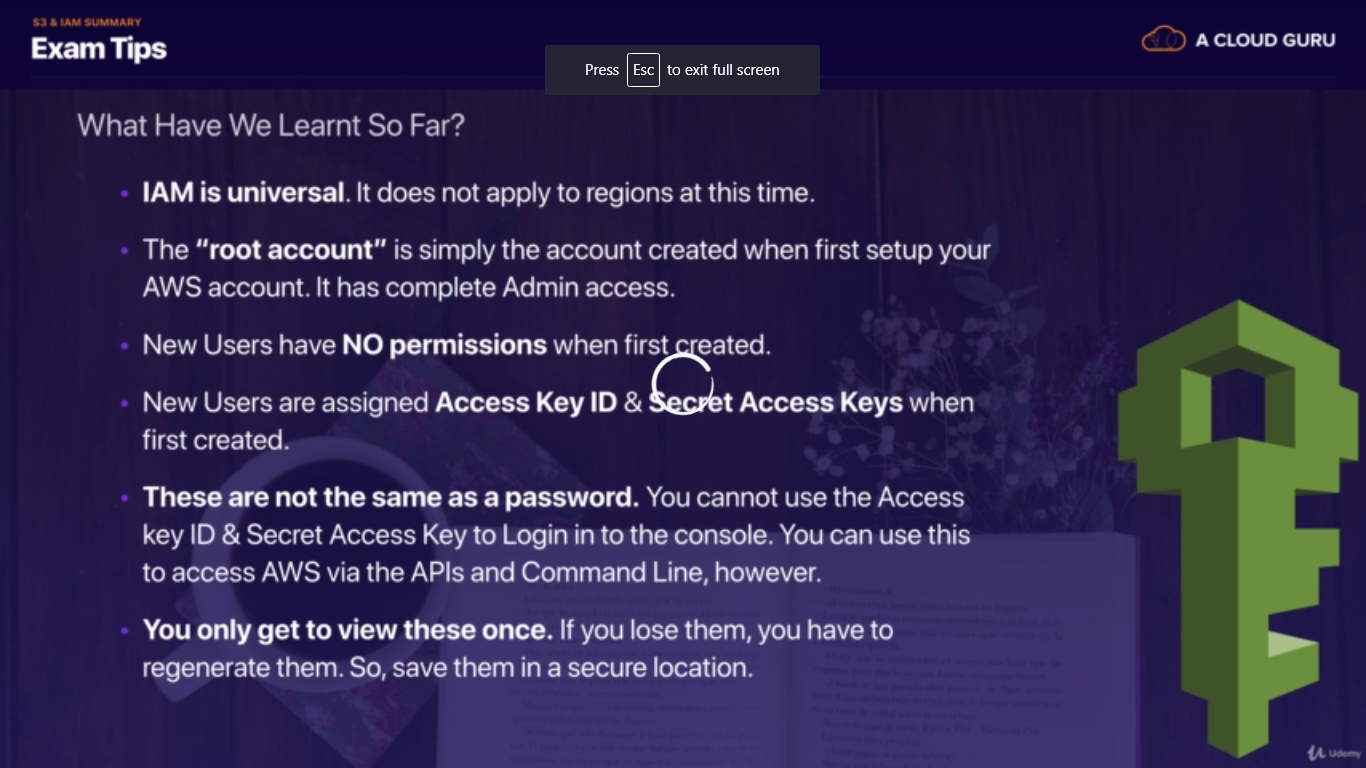 S3 & IAM SUMMARY
Exam Tips
A CLOUD GURU
Press Esc to exit full screen
What Have We Learnt So Far?
• IAM is universal. It does not apply to regions at this time.
• The “root account” is simply the account created when first setup your
AWS account. It has complete Admin access.
• New Users have NO permissions when first created.
• New Users are assigned Access Key ID & Secret Access Keys when
first created.
• These are not the same as a password. You cannot use the Access
key ID & Secret Access Key to Login in to the console. You can use this
to access AWS via the APIs and Command Line, however.
• You only get to view these once. If you lose them, you have to
regenerate them. So, save them in a secure location.
Udemy